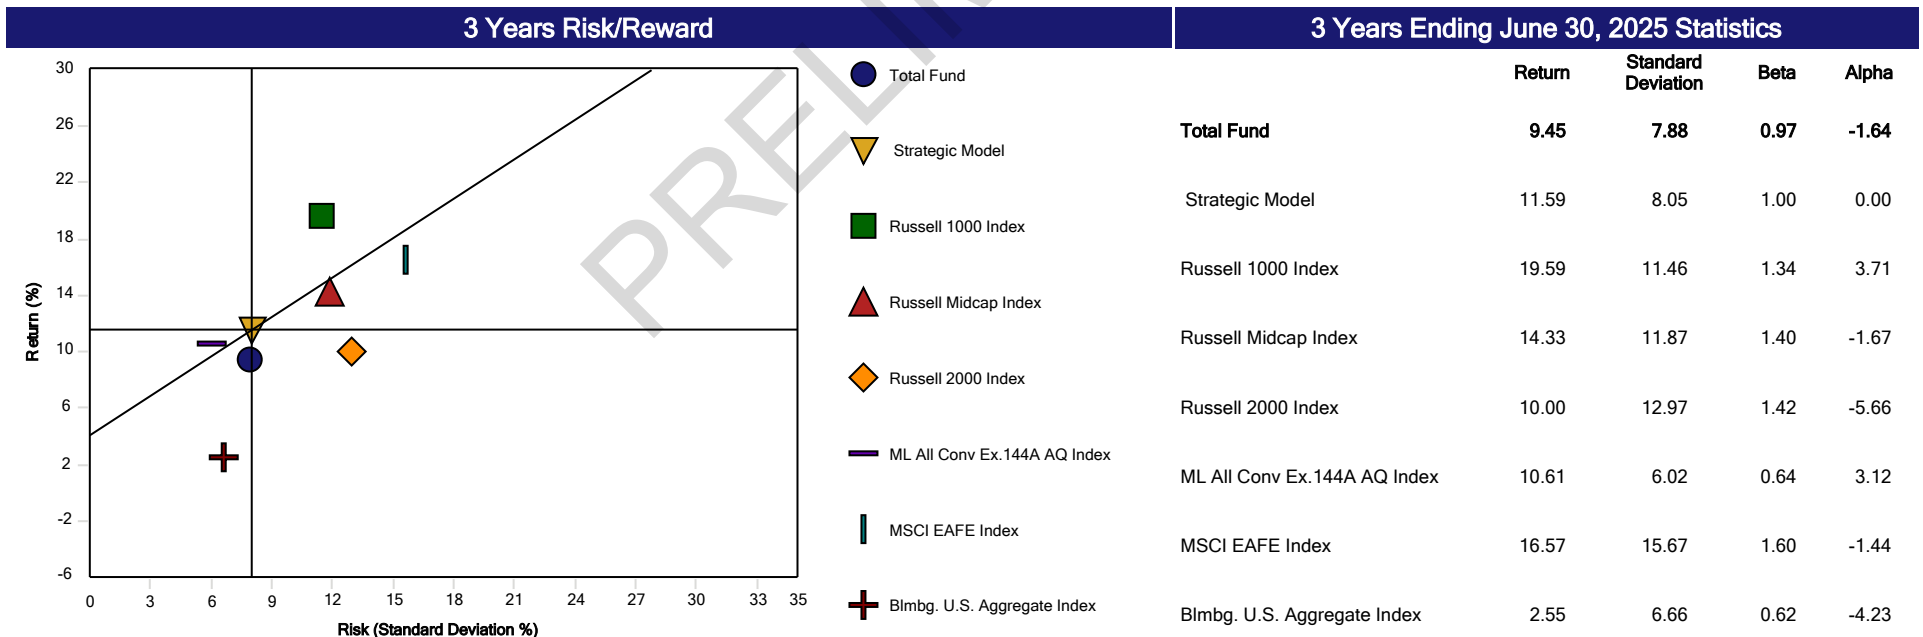 3 Years Risk/Reward
30
26
22
18
14
10
6
2
-2
-6
Return (%)
0 3 6 9 12 15 18 21 24 27 30 33 35
Risk (Standard Deviation %)
Total Fund
Strategic Model
Russell 1000 Index
Russell Midcap Index
Russell 2000 Index
ML All Conv Ex.144A AQ Index
MSCI EAFE Index
Blmbg. U.S. Aggregate Index
3 Years Ending June 30, 2025 Statistics
Return Standard Deviation Beta Alpha
Total Fund 9.45 7.88 0.97 -1.64
Strategic Model 11.59 8.05 1.00 0.00
Russell 1000 Index 19.59 11.46 1.34 3.71
Russell Midcap Index 14.33 11.87 1.40 -1.67
Russell 2000 Index 10.00 12.97 1.42 -5.66
ML All Conv Ex.144A AQ Index 10.61 6.02 0.64 3.12
MSCI EAFE Index 16.57 15.67 1.60 -1.44
Blmbg. U.S. Aggregate Index 2.55 6.66 0.62 -4.23